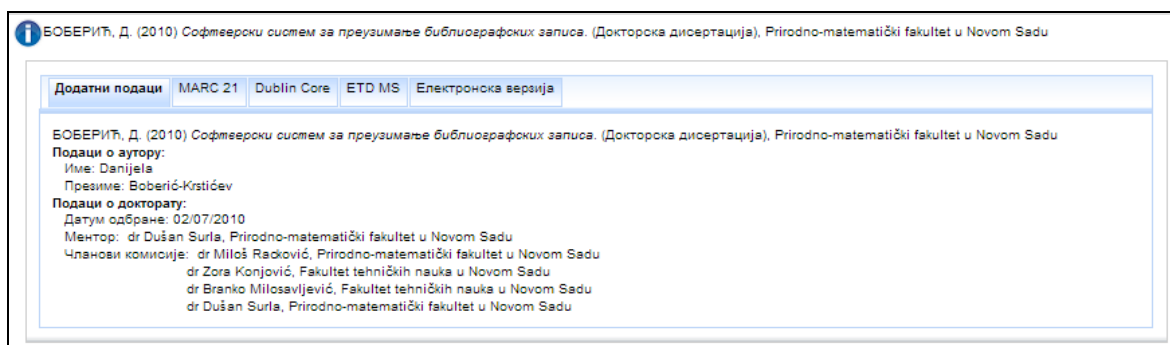 БОБЕРИЋ, Д. (2010) Софтверски систем за преузимање библиографских записа. (Докторска дисертација), Prirodno-matematički fakultet u Novom Sadu
Додатни подаци MARC 21 Dublin Core ETD MS Електронска верзија
БОБЕРИЋ, Д. (2010) Софтверски систем за преузимање библиографских записа. (Докторска дисертација), Prirodno-matematički fakultet u Novom Sadu
Подаци о аутору:
Име: Danijela
Презиме: Boberić-Krstićev
Подаци о докторату:
Датум одбране: 02/07/2010
Ментор: dr Dušan Surla, Prirodno-matematički fakultet u Novom Sadu
Чланови комисије: dr Miloš Racković, Prirodno-matematički fakultet u Novom Sadu
dr Zora Konjović, Fakultet tehničkih nauka u Novom Sadu
dr Branko Milosavljević, Fakultet tehničkih nauka u Novom Sadu
dr Dušan Surla, Prirodno-matematički fakultet u Novom Sadu